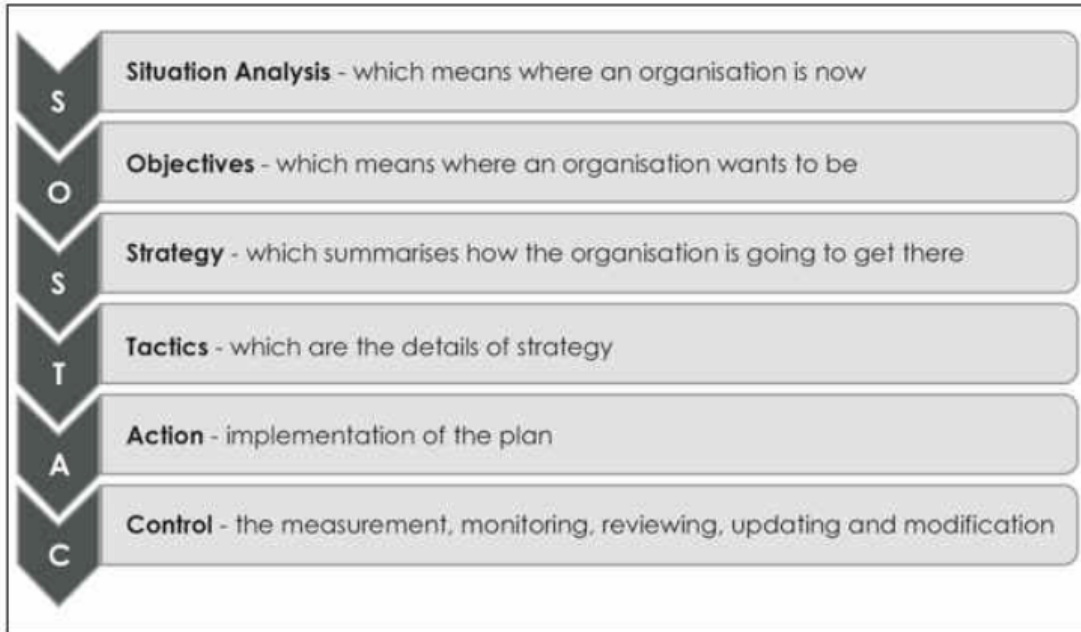 S
Situation Analysis - which means where an organisation is now
O
Objectives - which means where an organisation wants to be
S
Strategy - which summarises how the organisation is going to get there
T
Tactics - which are the details of strategy
A
Action - implementation of the plan
C
Control - the measurement, monitoring, reviewing, updating and modification